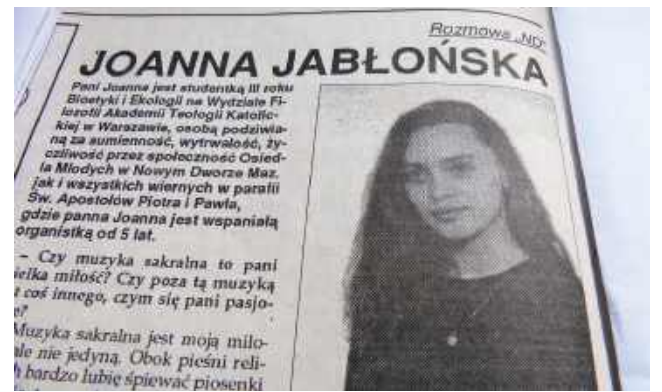 Rozmowa „ND”
JOANNA JABŁOŃSKA
Pani Joanna jest studentką III roku
Bioetyki i Ekologii na Wydziale Fi-
lozofii Akademii Teologii Katolic-
kiej w Warszawie, osobą podziwia-
ną za sumienność, wytrwałość, ży-
czliwość przez społeczność Osied-
la Młodych w Nowym Dworze Maz.
jak i wszystkich wiernych w parafii
Św. Apostołów Piotra i Pawła,
gdzie panna Joanna jest wspaniałą
organistką od 5 lat.
– Czy muzyka sakralna to pani
ielka miłość? Czy poza tą muzyką
t coś innego, czym się pani pasjo-
e?
Muzyka sakralna jest moją miło-
ale nie jedyną. Obok pieśni reli-
h bardzo lubię śpiewać piosenki